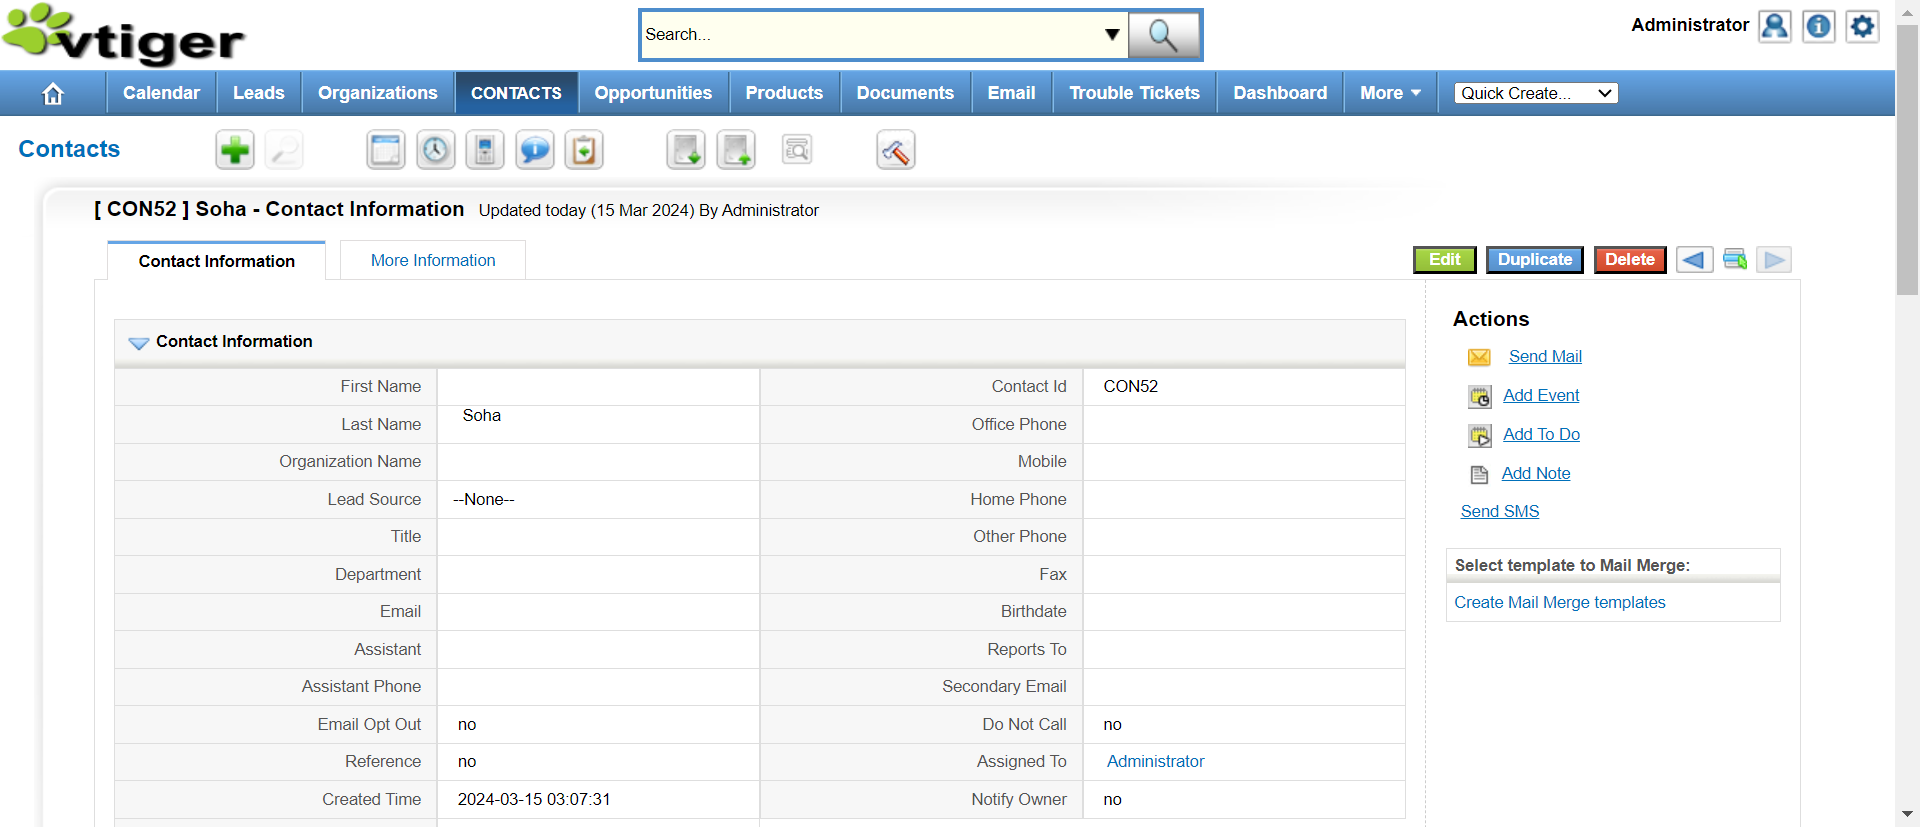 vtiger
Search...
Administrator
Calendar Leads Organizations CONTACTS Opportunities Products Documents Email Trouble Tickets Dashboard More Quick Create...
Contacts
[ CON52 ] Soha - Contact Information Updated today (15 Mar 2024) By Administrator
Contact Information More Information
Edit Duplicate Delete
Contact Information
First Name Contact Id CON52
Last Name Soha Office Phone
Organization Name Mobile
Lead Source --None-- Home Phone
Title Other Phone
Department Fax
Email Birthdate
Assistant Reports To
Assistant Phone Secondary Email
Email Opt Out no Do Not Call no
Reference no Assigned To Administrator
Created Time 2024-03-15 03:07:31 Notify Owner no
Actions
Send Mail
Add Event
Add To Do
Add Note
Send SMS
Select template to Mail Merge:
Create Mail Merge templates